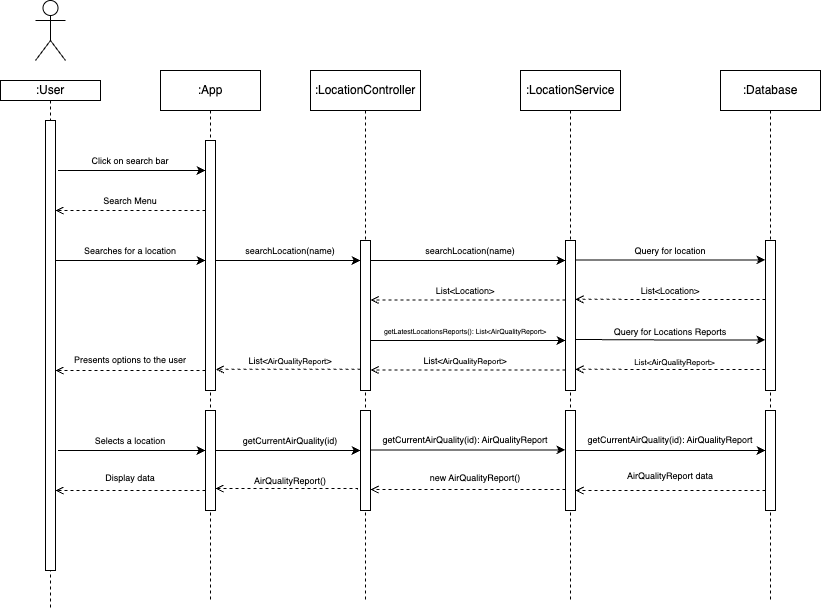 :User
:App
:LocationController
:LocationService
:Database
Click on search bar
Search Menu
Searches for a location
searchLocation(name)
searchLocation(name)
Query for location
List<Location>
List<Location>
getLatestLocationsReports(): List<AirQualityReport>
Query for Locations Reports
Presents options to the user
List<AirQualityReport>
List<AirQualityReport>
List<AirQualityReport>
Selects a location
getCurrentAirQuality(id)
getCurrentAirQuality(id): AirQualityReport
getCurrentAirQuality(id): AirQualityReport
Display data
AirQualityReport()
new AirQualityReport()
AirQualityReport data